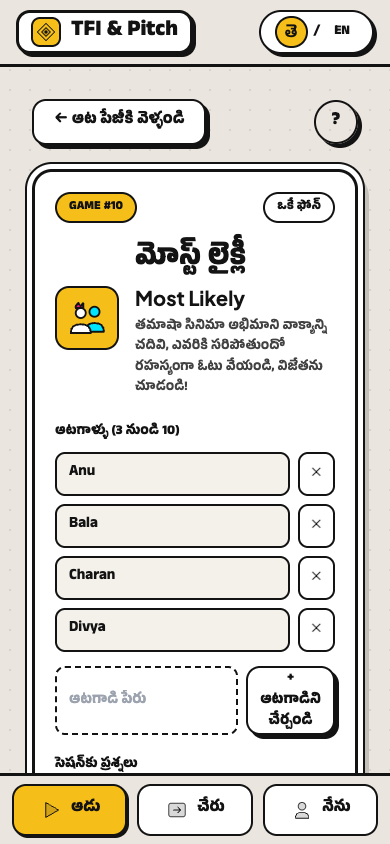 TFI & Pitch
తె / EN
← ఆట పేజీకి వెళ్ళండి
?
GAME #10
ఒకే ఫోన్
మోస్ట్ లైక్లీ
Most Likely
తమాషా సినిమా అభిమాని వాక్యాన్ని
చదివి, ఎవరికి సరిపోతుందో
రహస్యంగా ఓటు వేయండి, విజేతను
చూడండి!
ఆటగాళ్ళు (3 నుండి 10)
Anu
×
Bala
×
Charan
×
Divya
×
ఆటగాడి పేరు
+
ఆటగాడిని
చేర్చండి
సెషన్‌కు ప్రశ్నలు
ఆడు
చేరు
నేను